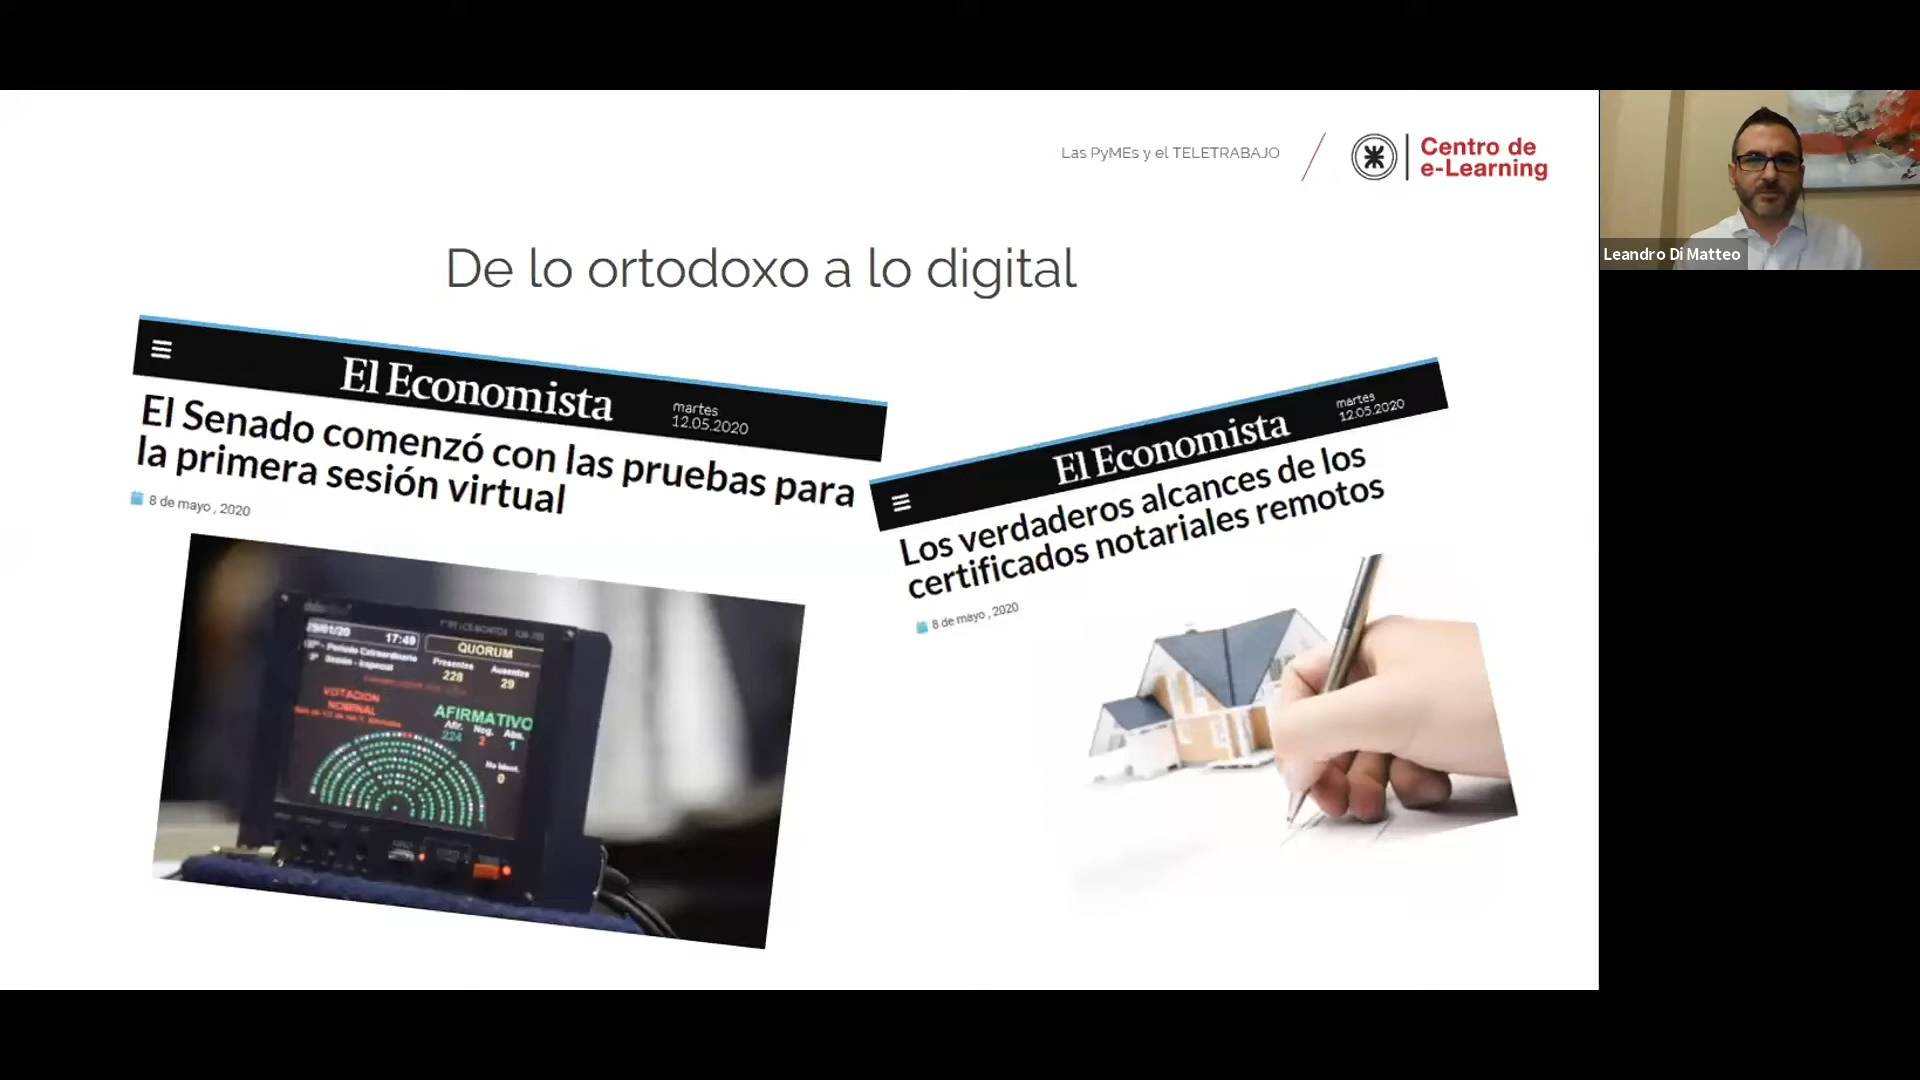 Las PyMEs y el TELETRABAJO
Centro de
e-Learning
Leandro Di Matteo
De lo ortodoxo a lo digital
El Economista
martes
12.05.2020
El Senado comenzó con las pruebas para
la primera sesión virtual
8 de mayo , 2020
17:49
QUORUM
Presentes
Ausentes
228
29
VOTACION
NOMINAL
AFIRMATIVO
Afir. Neg. Abs.
224 2 1
No Ident.
0
El Economista
martes
12.05.2020
Los verdaderos alcances de los
certificados notariales remotos
8 de mayo , 2020